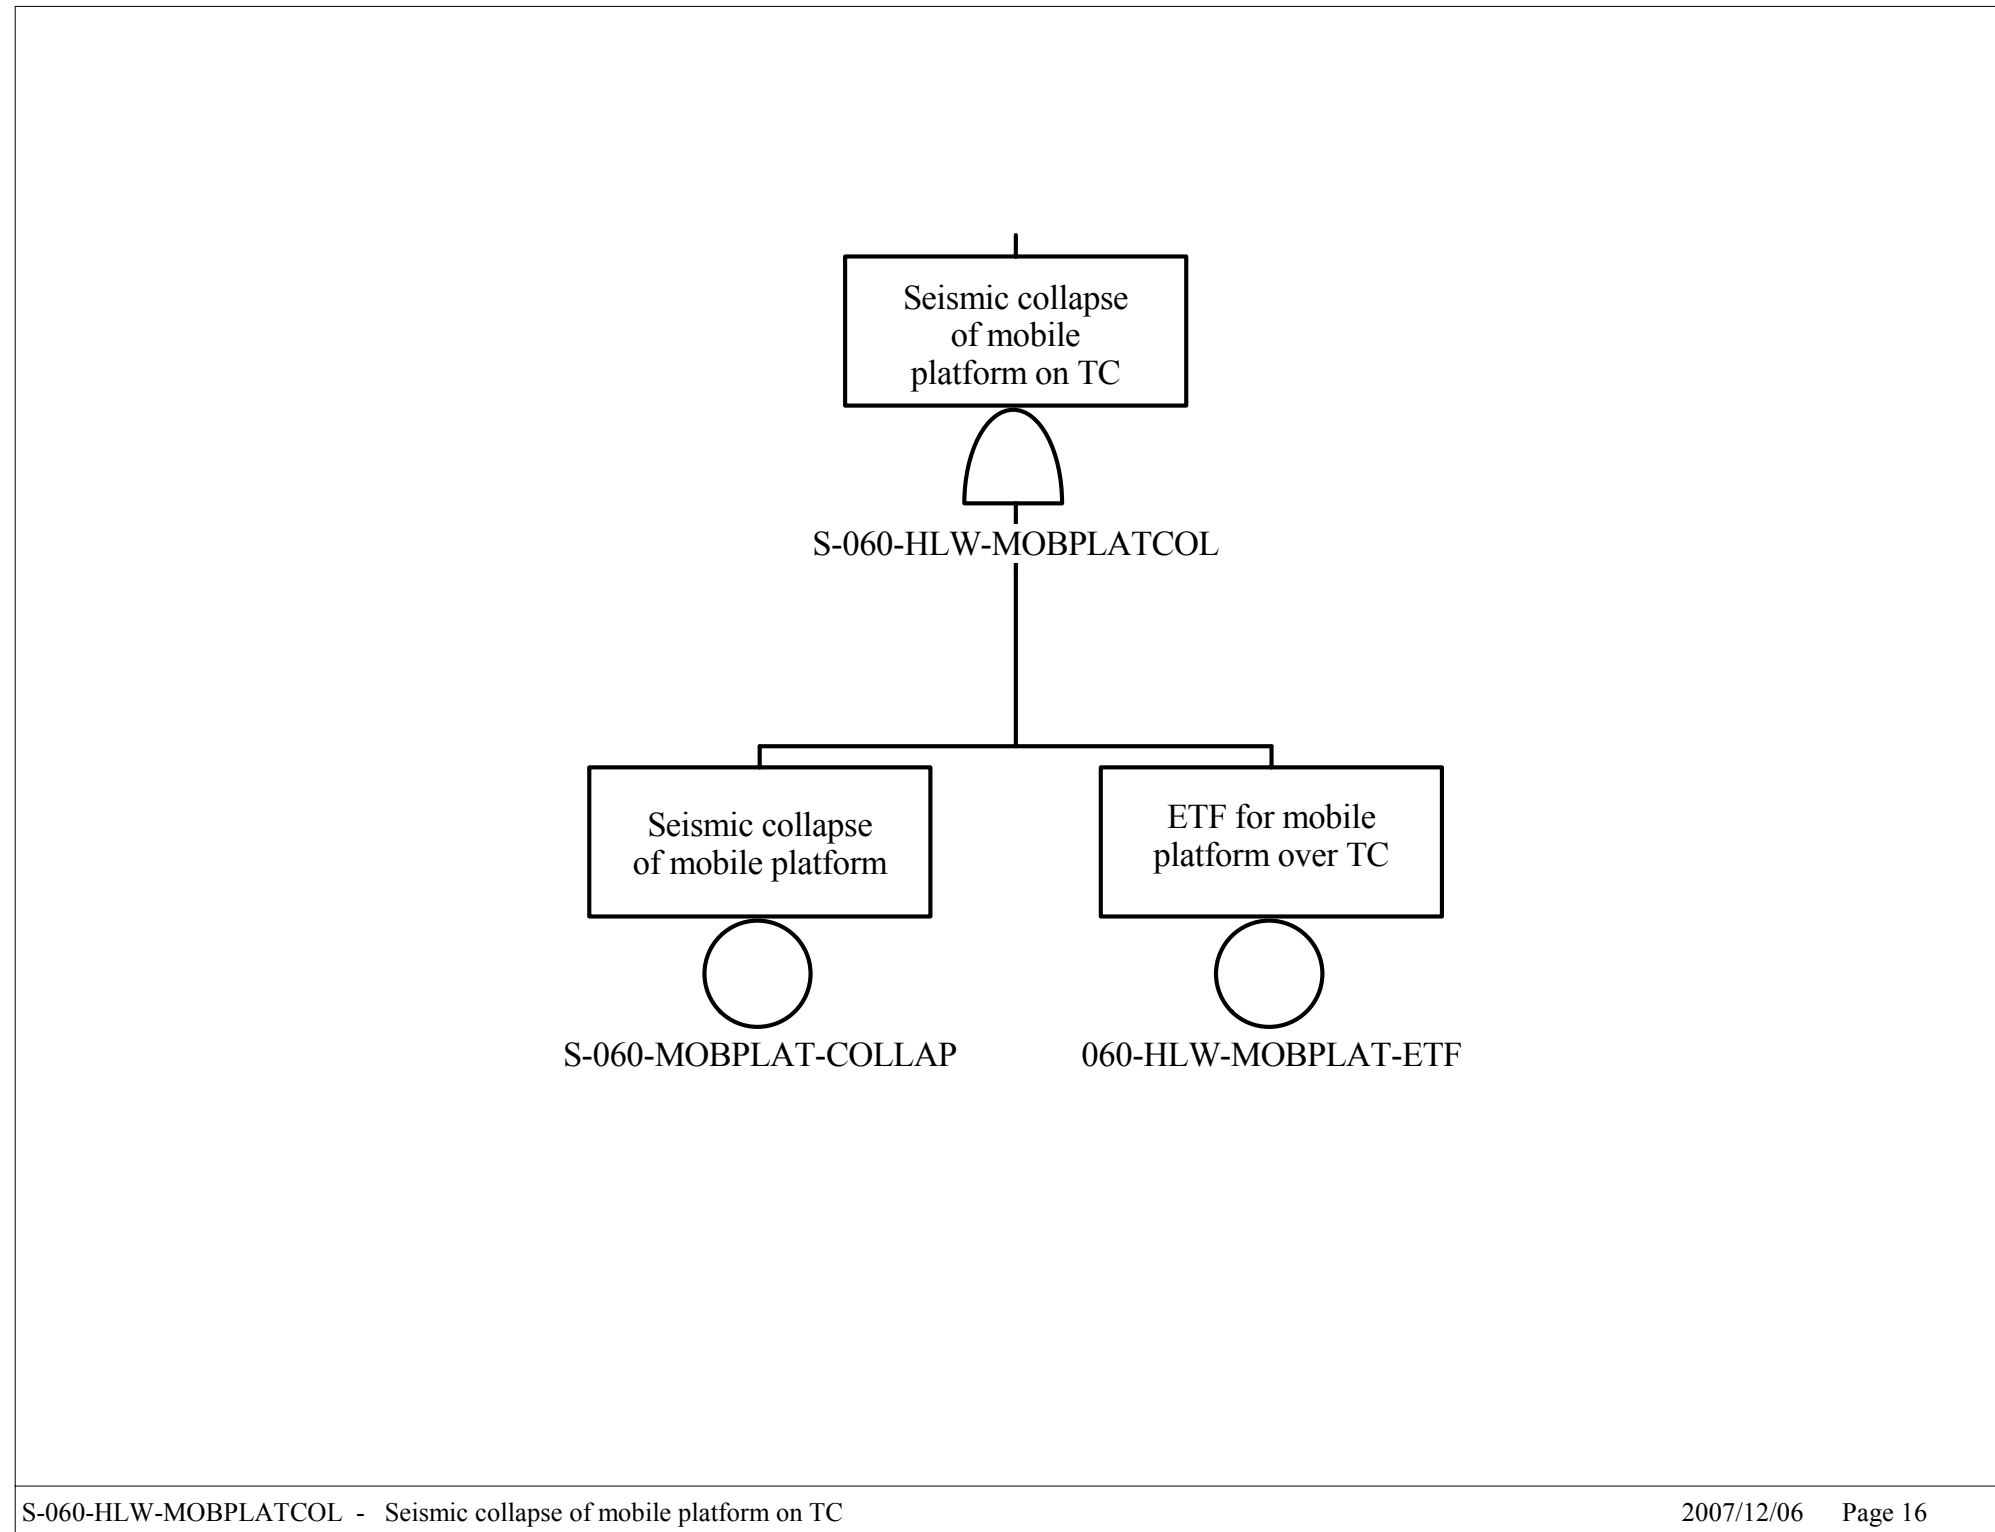 Seismic collapse
of mobile
platform on TC
S-060-HLW-MOBPLATCOL
Seismic collapse
of mobile platform
S-060-MOBPLAT-COLLAP
ETF for mobile
platform over TC
060-HLW-MOBPLAT-ETF
S-060-HLW-MOBPLATCOL - Seismic collapse of mobile platform on TC
2007/12/06 Page 16